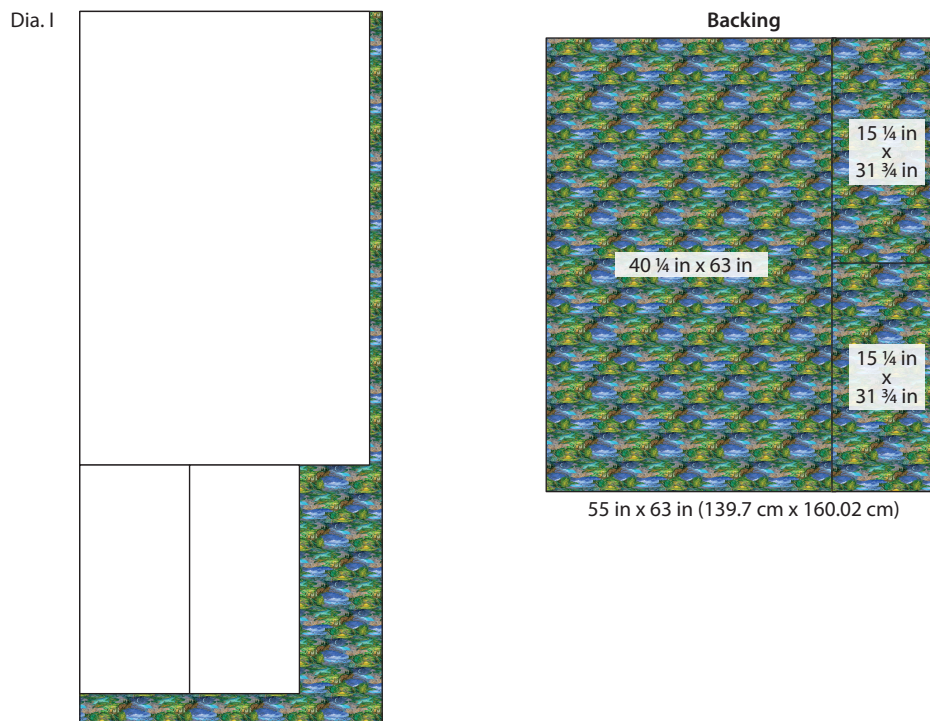 Dia. I
Backing
15 ¼ in
x
31 ¾ in
40 ¼ in x 63 in
15 ¼ in
x
31 ¾ in
55 in x 63 in (139.7 cm x 160.02 cm)